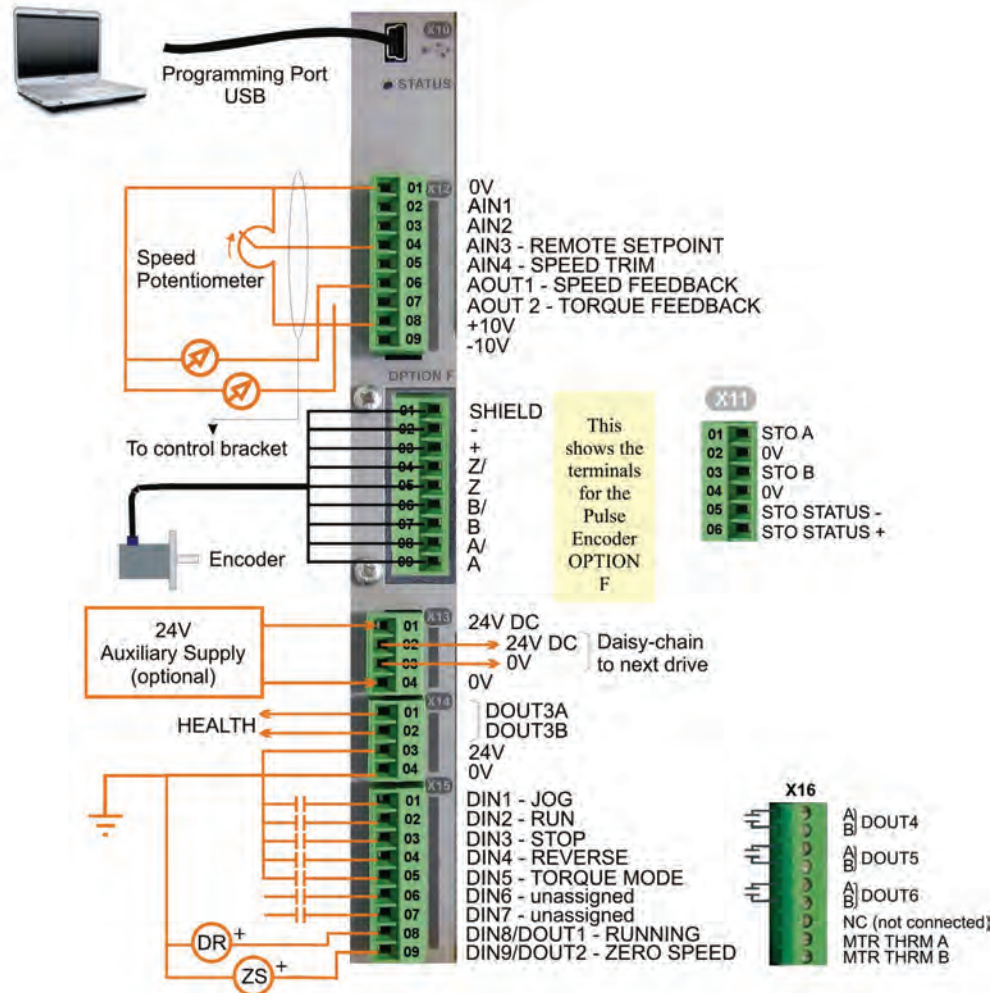 X10
Programming Port
USB
STATUS
01 X12 0V
02 AIN1
03 AIN2
04 AIN3 - REMOTE SETPOINT
05 AIN4 - SPEED TRIM
06 AOUT1 - SPEED FEEDBACK
07 AOUT 2 - TORQUE FEEDBACK
08 +10V
09 -10V
Speed
Potentiometer
OPTION F
To control bracket
01 SHIELD
02 -
03 +
04 Z/
05 Z
06 B/
07 B
08 A/
09 A
Encoder
This
shows the
terminals
for the
Pulse
Encoder
OPTION
F
X11
01 STO A
02 0V
03 STO B
04 0V
05 STO STATUS -
06 STO STATUS +
24V
Auxiliary Supply
(optional)
X13
01 24V DC
02 24V DC
03 0V
04 0V
Daisy-chain
to next drive
HEALTH
X14
01 DOUT3A
02 DOUT3B
03 24V
04 0V
X15
01 DIN1 - JOG
02 DIN2 - RUN
03 DIN3 - STOP
04 DIN4 - REVERSE
05 DIN5 - TORQUE MODE
06 DIN6 - unassigned
07 DIN7 - unassigned
08 DIN8/DOUT1 - RUNNING
09 DIN9/DOUT2 - ZERO SPEED
DR +
ZS +
X16
A
B DOUT4
A
B DOUT5
A
B DOUT6
NC (not connected)
MTR THRM A
MTR THRM B